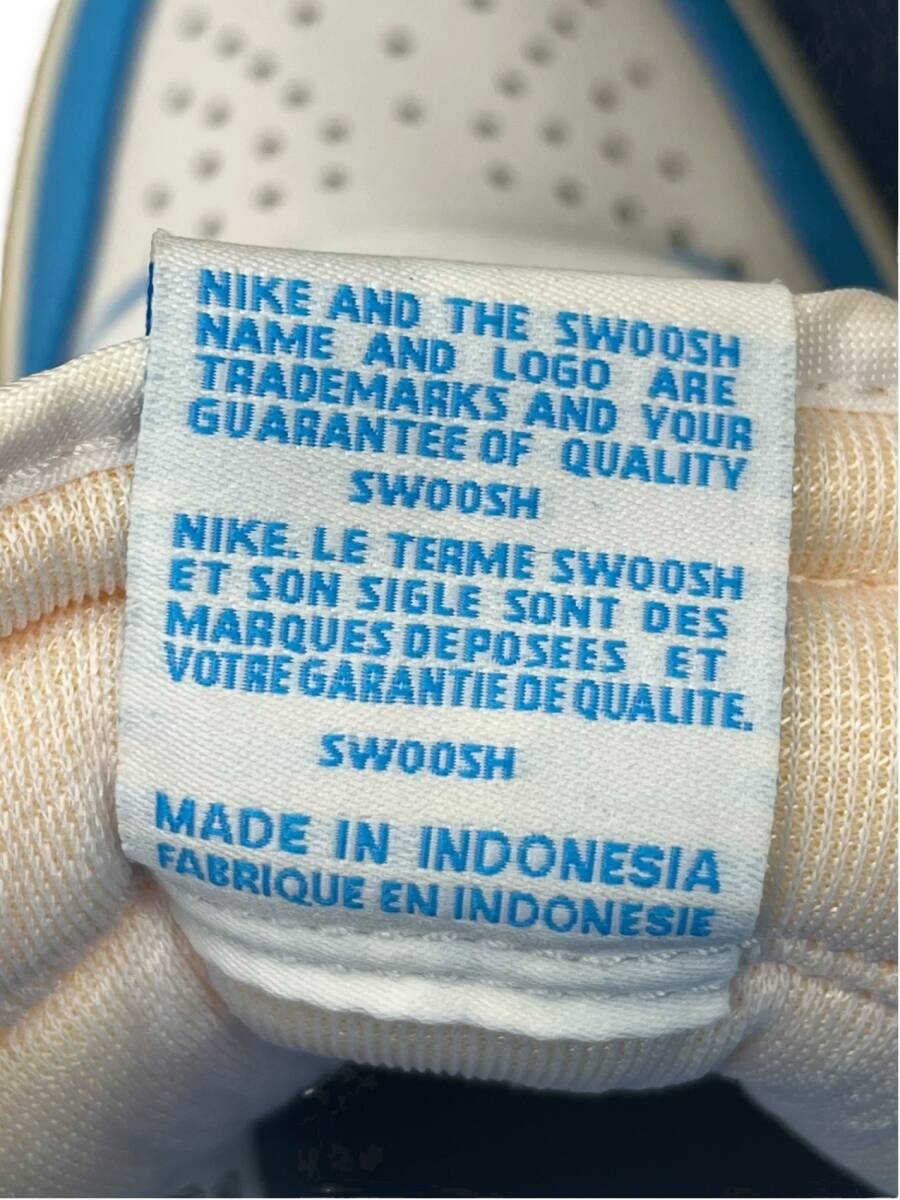 NIKE AND THE SWOOSH
NAME AND LOGO ARE
TRADEMARKS AND YOUR
GUARANTEE OF QUALITY
SWOOSH
NIKE. LE TERME SWOOSH
ET SON SIGLE SONT DES
MARQUES DEPOSEES ET
VOTRE GARANTIE DE QUALITE.
SWOOSH
MADE IN INDONESIA
FABRIQUE EN INDONESIE